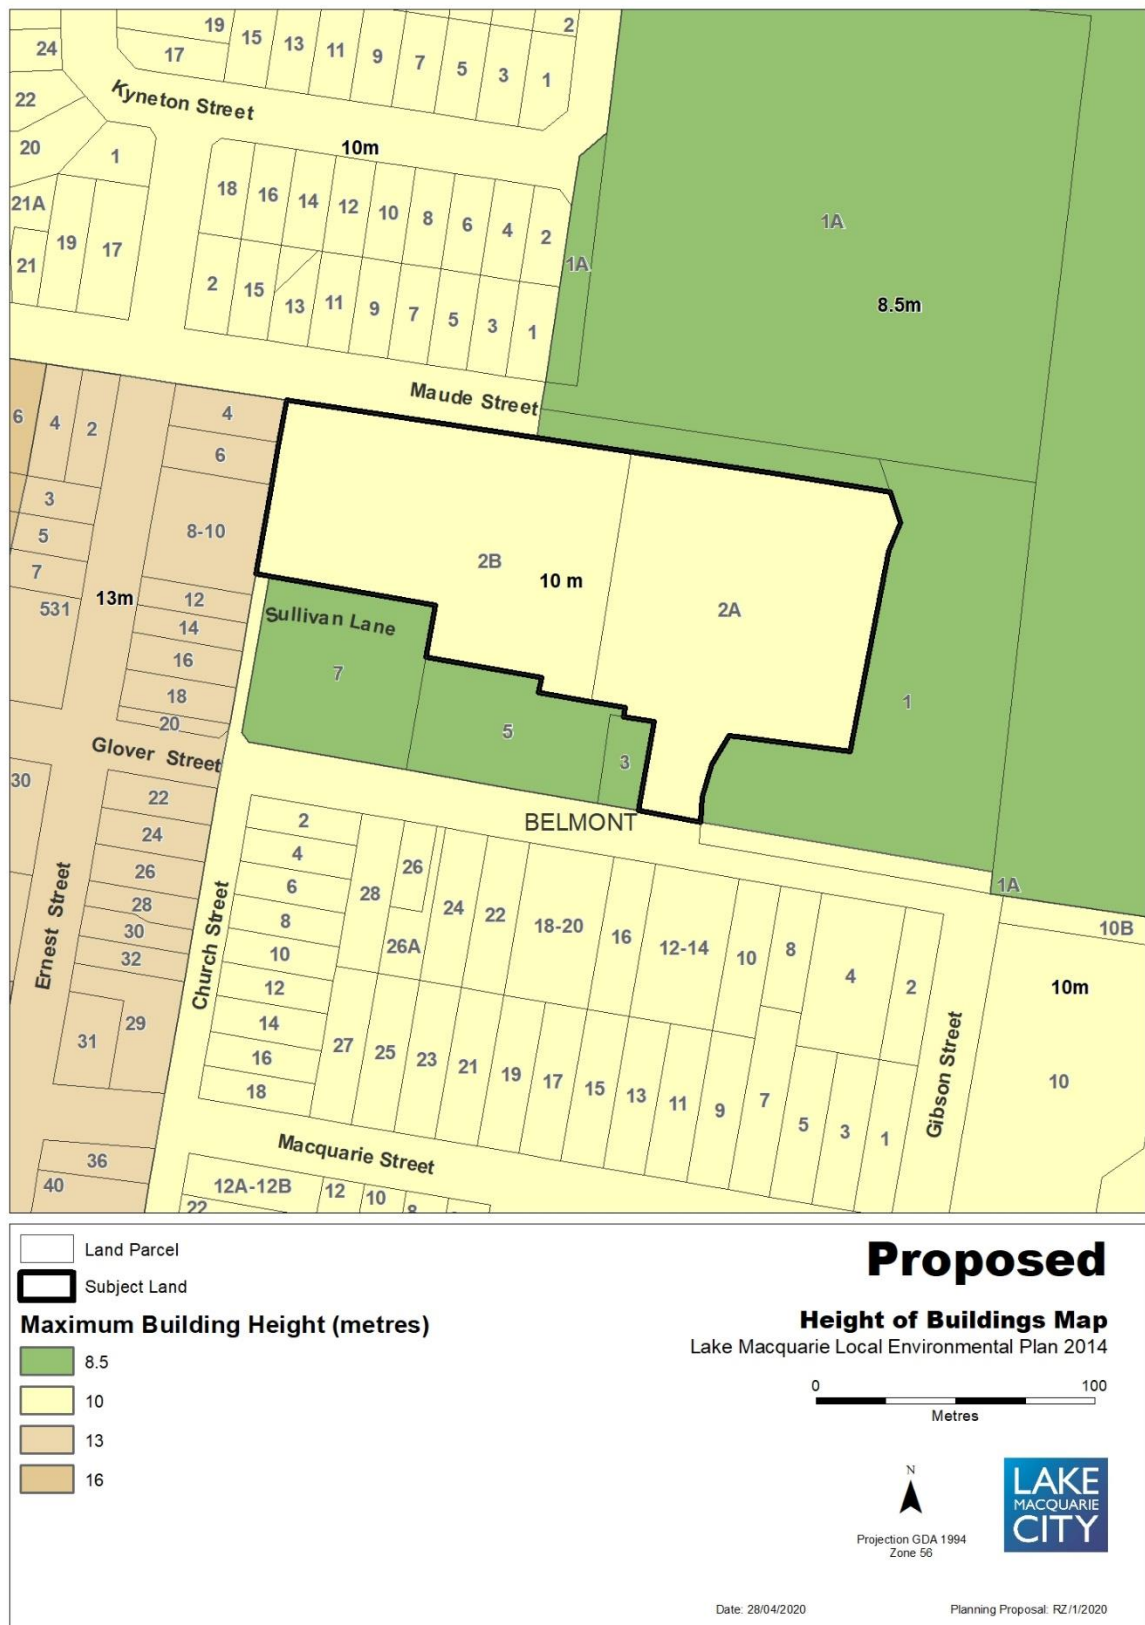 2
19
15
13
11
9
7
5
3
1
24
17
22
Kyneton Street
20
1
10m
18
16
14
12
10
8
6
4
2
1A
21A
19
17
21
1A
8.5m
2
15
13
11
9
7
5
3
1
Maude Street
6
4
2
4
6
3
5
7
8-10
2B
10 m
2A
531
13m
12
14
16
18
20
Sullivan Lane
7
5
3
1
Glover Street
30
22
24
26
28
30
32
BELMONT
2
4
6
8
10
12
14
16
18
28
26
26A
24
22
18-20
16
12-14
10
8
4
2
1A
10B
10m
10
Ernest Street
Church Street
31
29
27
25
23
21
19
17
15
13
11
9
7
5
3
1
Gibson Street
Macquarie Street
36
40
12A-12B
22
12
10
8
Land Parcel
Subject Land
Maximum Building Height (metres)
8.5
10
13
16
Proposed
Height of Buildings Map
Lake Macquarie Local Environmental Plan 2014
0 100
Metres
N
Projection GDA 1994
Zone 56
LAKE
MACQUARIE
CITY
Date: 28/04/2020
Planning Proposal: RZ/1/2020